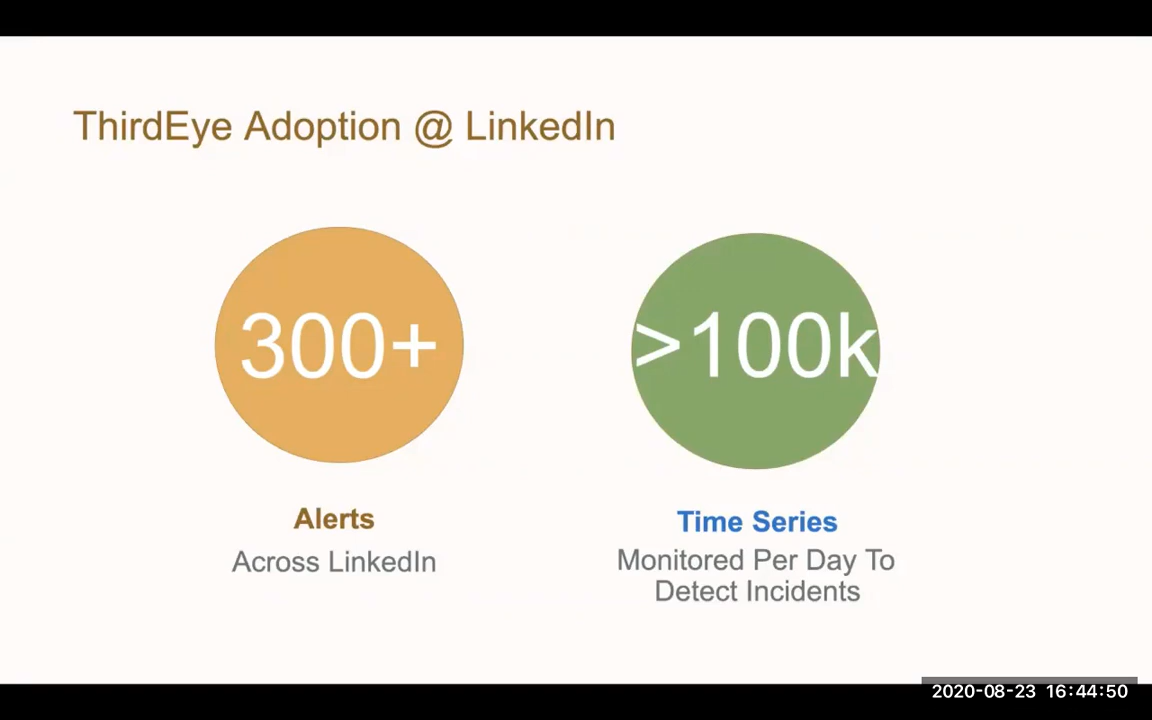 ThirdEye Adoption @ LinkedIn
300+
>100k
Alerts
Across LinkedIn
Time Series
Monitored Per Day To
Detect Incidents
2020-08-23 16:44:50